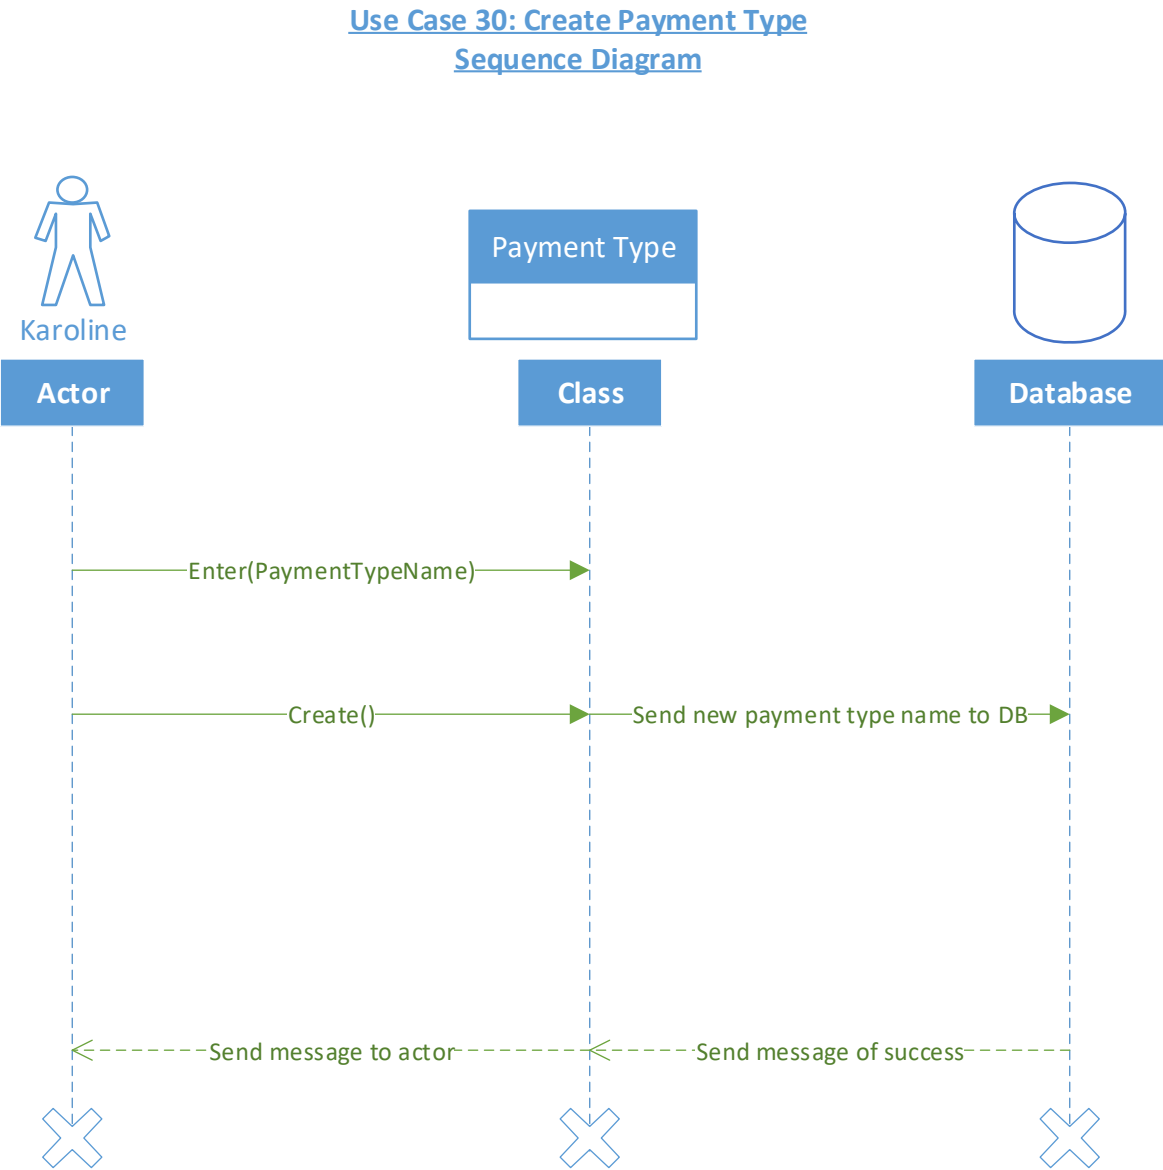 Use Case 30: Create Payment Type
Sequence Diagram
Payment Type
Karoline
Actor
Class
Database
Enter(PaymentTypeName)
Create()
Send new payment type name to DB
Send message to actor
Send message of success